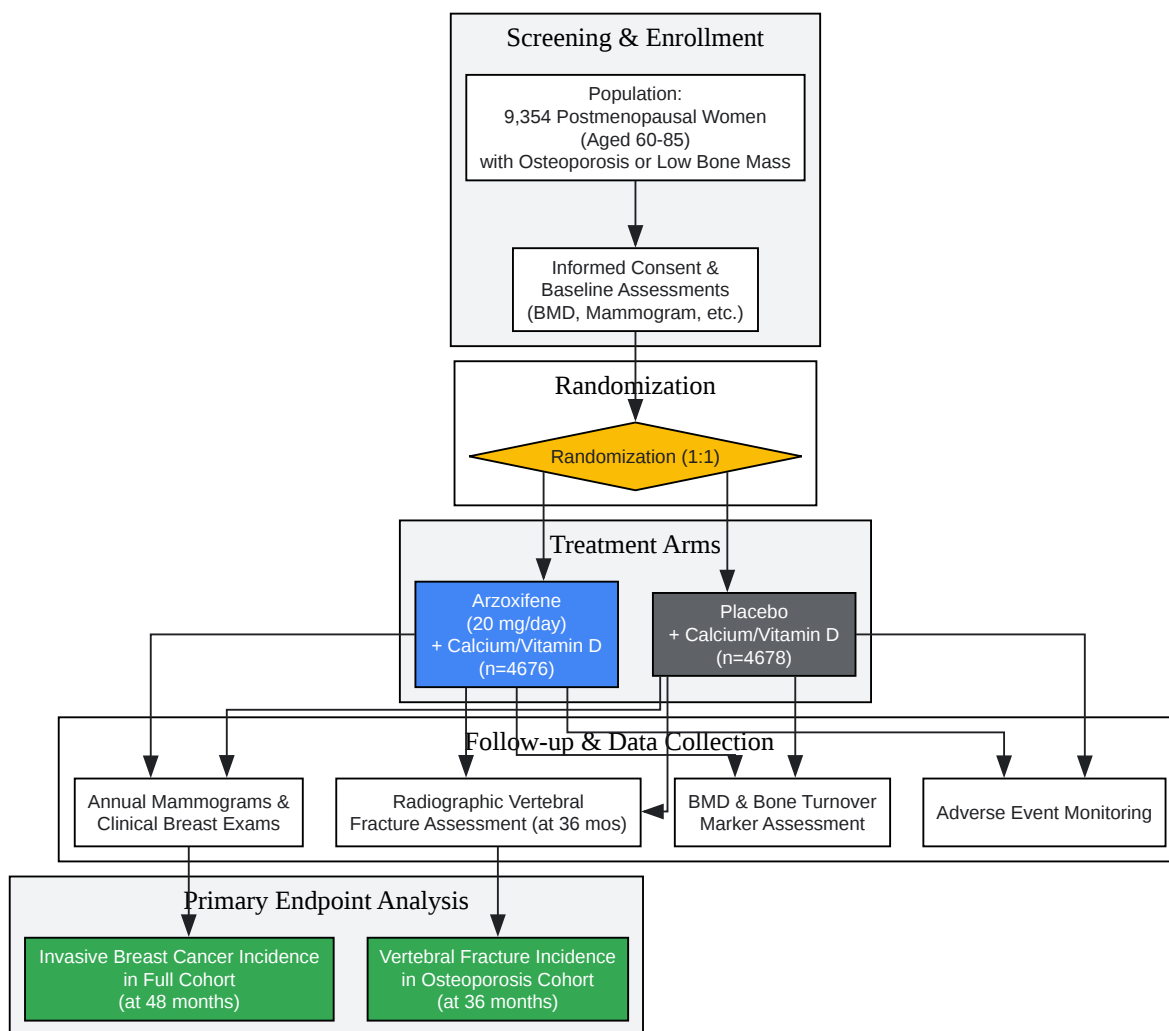 Screening & Enrollment
Population:
9,354 Postmenopausal Women
(Aged 60-85)
with Osteoporosis or Low Bone Mass
Informed Consent &
Baseline Assessments
(BMD, Mammogram, etc.)
Randomization
Randomization (1:1)
Treatment Arms
Arzoxifene
(20 mg/day)
+ Calcium/Vitamin D
(n=4676)
Placebo
+ Calcium/Vitamin D
(n=4678)
Follow-up & Data Collection
Annual Mammograms &
Clinical Breast Exams
Radiographic Vertebral
Fracture Assessment (at 36 mos)
BMD & Bone Turnover
Marker Assessment
Adverse Event Monitoring
Primary Endpoint Analysis
Invasive Breast Cancer Incidence
in Full Cohort
(at 48 months)
Vertebral Fracture Incidence
in Osteoporosis Cohort
(at 36 months)